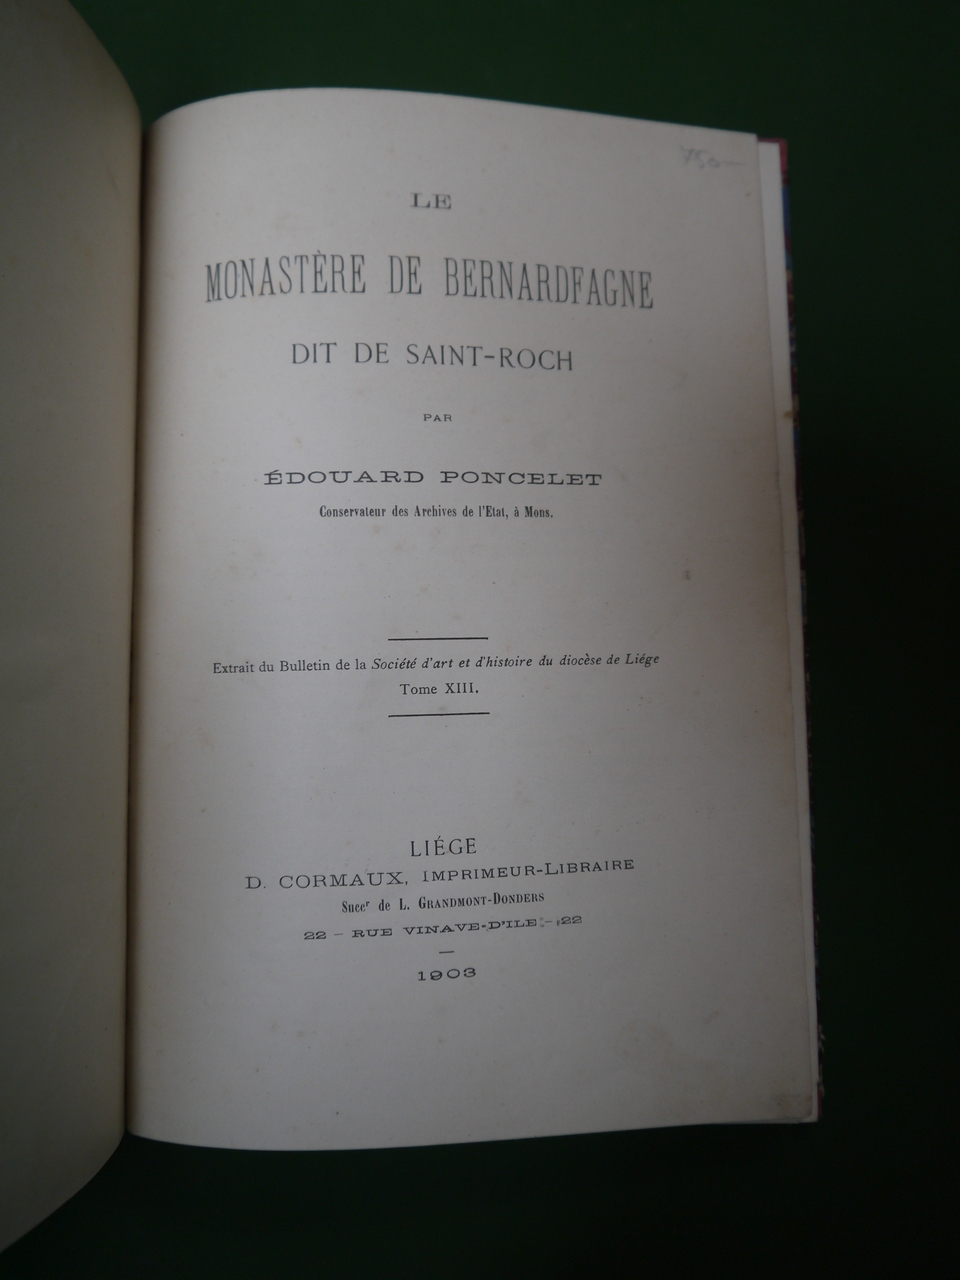 75,0—
LE
MONASTÈRE DE BERNARDFAGNE
DIT DE SAINT-ROCH
PAR
ÉDOUARD PONCELET
Conservateur des Archives de l'Etat, à Mons.
Extrait du Bulletin de la Société d'art et d'histoire du diocèse de Liége
Tome XIII.
LIÉGE
D. CORMAUX, IMPRIMEUR-LIBRAIRE
Succr de L. GRANDMONT-DONDERS
22 — RUE VINAVE-D'ILE — 22
1903